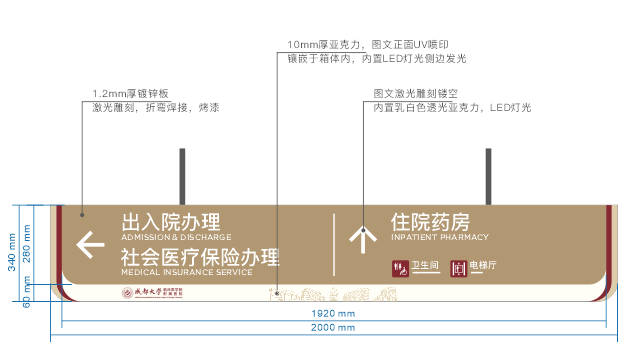 10mm厚亚克力，图文正面UV喷印
镶嵌于箱体内，内置LED灯光侧边发光
1.2mm厚镀锌板
激光雕刻，折弯焊接，烤漆
图文激光雕刻镂空
内置乳白色透光亚克力，LED灯光
出入院办理
ADMISSION & DISCHARGE
社会医疗保险办理
MEDICAL INSURANCE SERVICE
住院药房
INPATIENT PHARMACY
卫生间
电梯厅
成都大学
340 mm
280 mm
60 mm
1920 mm
2000 mm